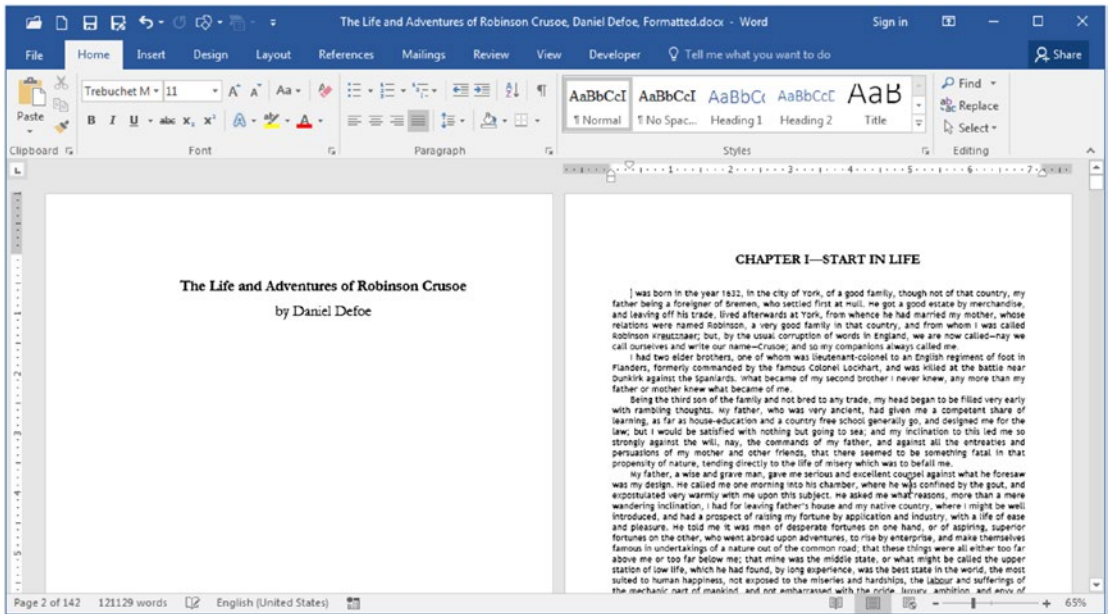 The Life and Adventures of Robinson Crusoe, Daniel Defoe, Formatted.docx - Word
Sign in
File Home Insert Design Layout References Mailings Review View Developer Tell me what you want to do Share
Paste
Trebuchet M 11
AaBbCcI AaBbCcI AaBbCc AaBbCcD AaB
¶ Normal ¶ No Spac... Heading 1 Heading 2 Title
Find
Replace
Select
Clipboard Font Paragraph Styles Editing
The Life and Adventures of Robinson Crusoe
by Daniel Defoe
CHAPTER I—START IN LIFE
I was born in the year 1632, in the city of York, of a good family, though not of that country, my
father being a foreigner of Bremen, who settled first at Hull. He got a good estate by merchandise,
and leaving off his trade, lived afterwards at York, from whence he had married my mother, whose
relations were named Robinson, a very good family in that country, and from whom I was called
Robinson Kreutznaer; but, by the usual corruption of words in England, we are now called—nay we
call ourselves and write our name—Crusoe; and so my companions always called me.
I had two elder brothers, one of whom was lieutenant-colonel to an English regiment of foot in
Flanders, formerly commanded by the famous Colonel Lockhart, and was killed at the battle near
Dunkirk against the Spaniards. What became of my second brother I never knew, any more than my
father or mother knew what became of me.
Being the third son of the family and not bred to any trade, my head began to be filled very early
with rambling thoughts. My father, who was very ancient, had given me a competent share of
learning, as far as house-education and a country free school generally go, and designed me for the
law; but I would be satisfied with nothing but going to sea; and my inclination to this led me so
strongly against the will, nay, the commands of my father, and against all the entreaties and
persuasions of my mother and other friends, that there seemed to be something fatal in that
propensity of nature, tending directly to the life of misery which was to befall me.
My father, a wise and grave man, gave me serious and excellent counsel against what he foresaw
was my design. He called me one morning into his chamber, where he was confined by the gout, and
expostulated very warmly with me upon this subject. He asked me what reasons, more than a mere
wandering inclination, I had for leaving father's house and my native country, where I might be well
introduced, and had a prospect of raising my fortune by application and industry, with a life of ease
and pleasure. He told me it was men of desperate fortunes on one hand, or of aspiring, superior
fortunes on the other, who went abroad upon adventures, to rise by enterprise, and make themselves
famous in undertakings of a nature out of the common road; that these things were all either too far
above me or too far below me; that mine was the middle state, or what might be called the upper
station of low life, which he had found, by long experience, was the best state in the world, the most
suited to human happiness, not exposed to the miseries and hardships, the labour and sufferings of
the mechanic part of mankind, and not embarrassed with the pride, luxury, ambition, and envy of
Page 2 of 142 121129 words English (United States) 65%